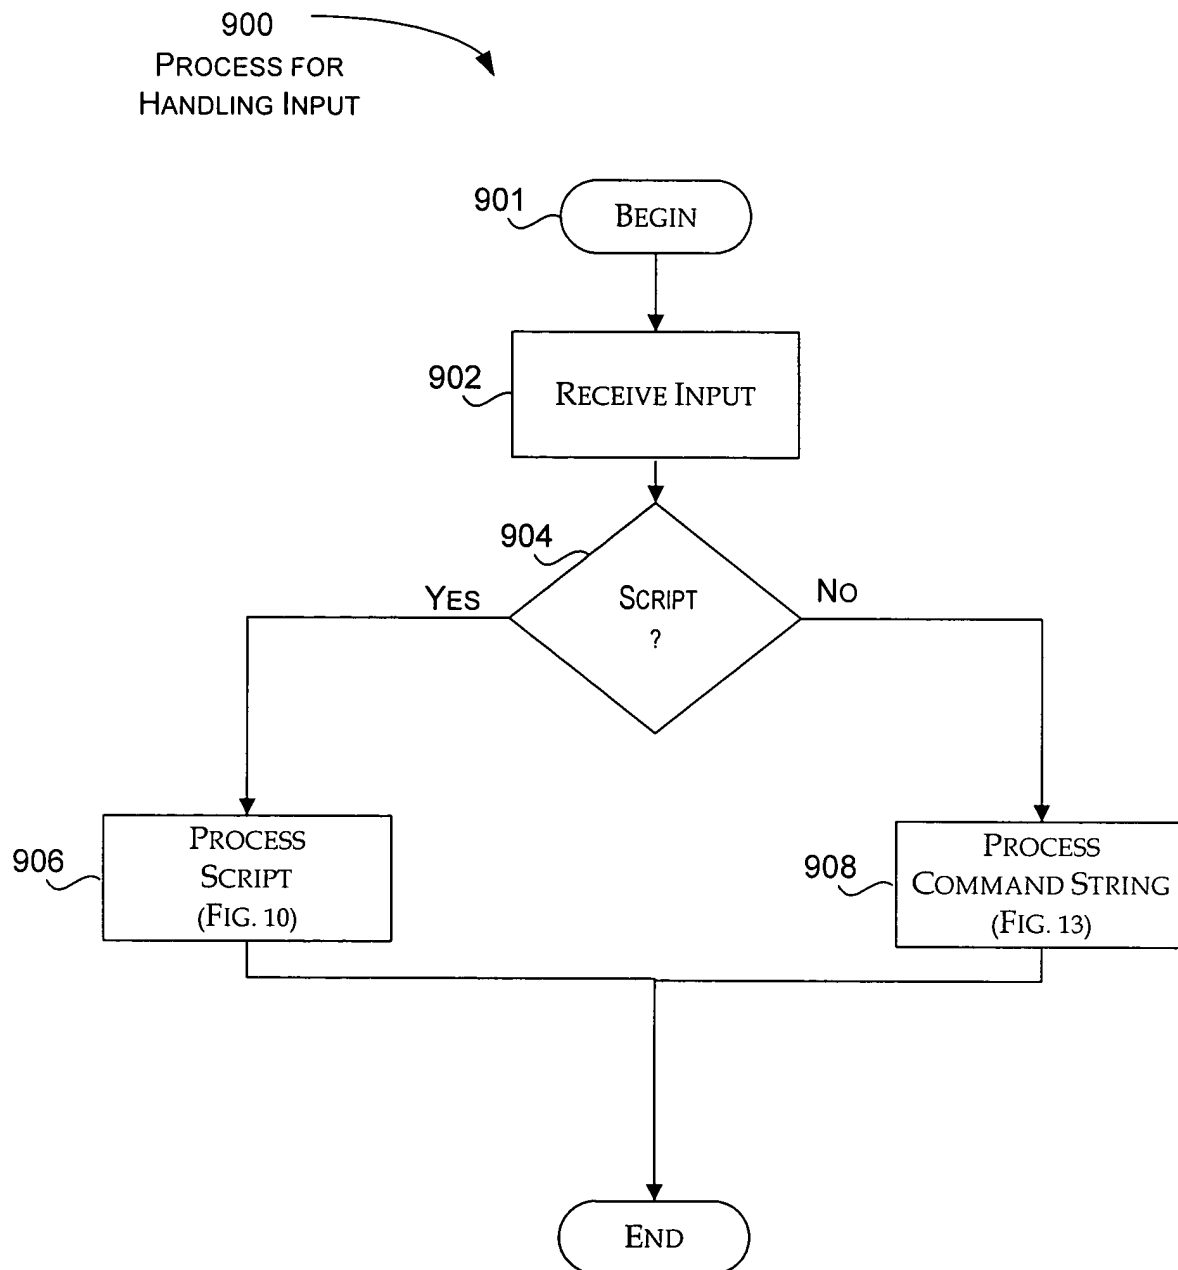 900
PROCESS FOR
HANDLING INPUT
901
BEGIN
902
RECEIVE INPUT
904
YES
SCRIPT
?
NO
906
PROCESS
SCRIPT
(FIG. 10)
908
PROCESS
COMMAND STRING
(FIG. 13)
END